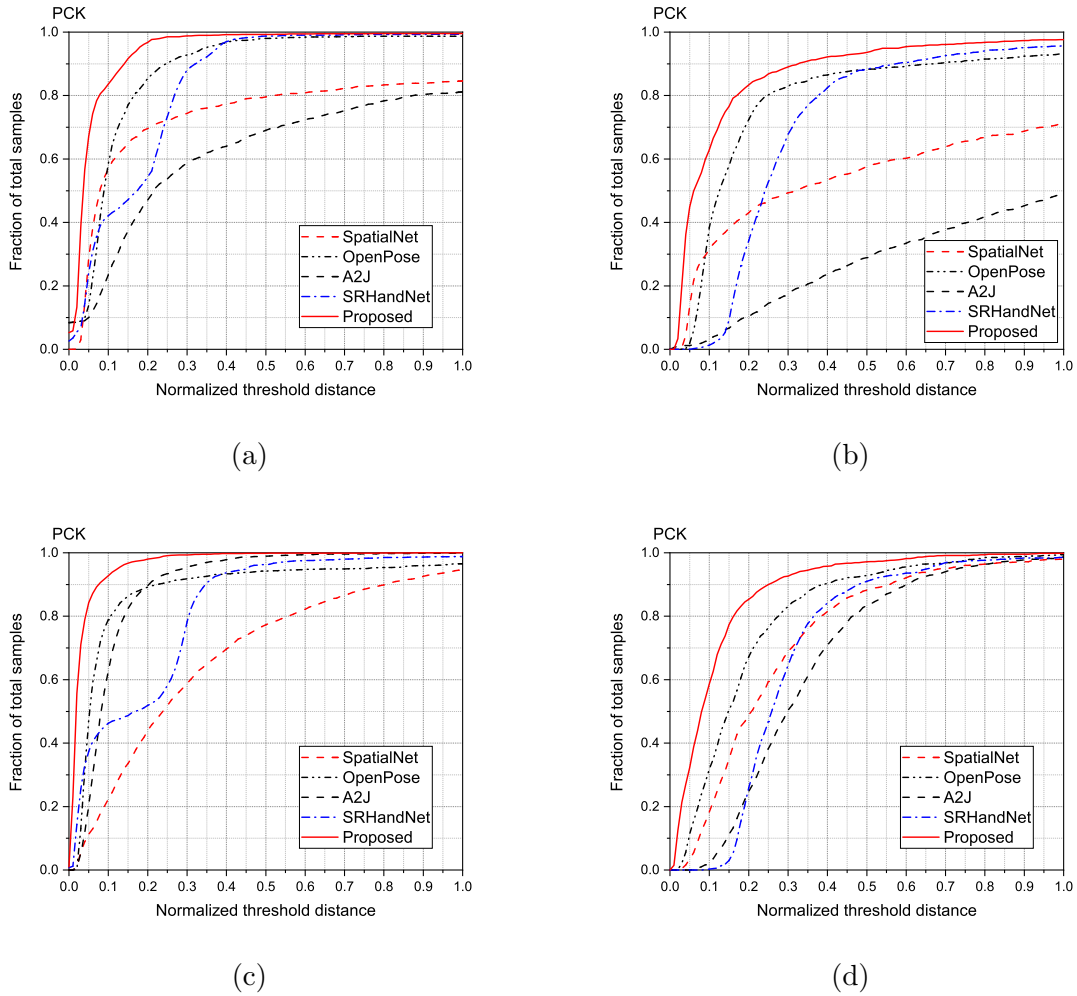 PCK
Fraction of total samples
1.0
0.8
0.6
0.4
0.2
0.0
SpatialNet
OpenPose
A2J
SRHandNet
Proposed
0.0 0.1 0.2 0.3 0.4 0.5 0.6 0.7 0.8 0.9 1.0
Normalized threshold distance
(a)
PCK
Fraction of total samples
1.0
0.8
0.6
0.4
0.2
0.0
SpatialNet
OpenPose
A2J
SRHandNet
Proposed
0.0 0.1 0.2 0.3 0.4 0.5 0.6 0.7 0.8 0.9 1.0
Normalized threshold distance
(b)
PCK
Fraction of total samples
1.0
0.8
0.6
0.4
0.2
0.0
SpatialNet
OpenPose
A2J
SRHandNet
Proposed
0.0 0.1 0.2 0.3 0.4 0.5 0.6 0.7 0.8 0.9 1.0
Normalized threshold distance
(c)
PCK
Fraction of total samples
1.0
0.8
0.6
0.4
0.2
0.0
SpatialNet
OpenPose
A2J
SRHandNet
Proposed
0.0 0.1 0.2 0.3 0.4 0.5 0.6 0.7 0.8 0.9 1.0
Normalized threshold distance
(d)